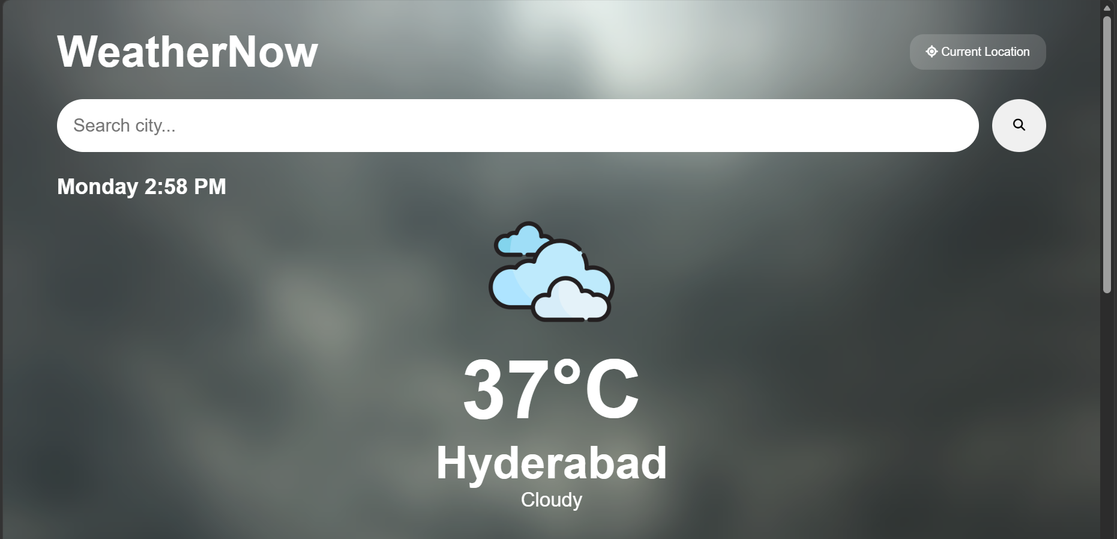 WeatherNow
Current Location
Search city...
Monday 2:58 PM
37°C
Hyderabad
Cloudy